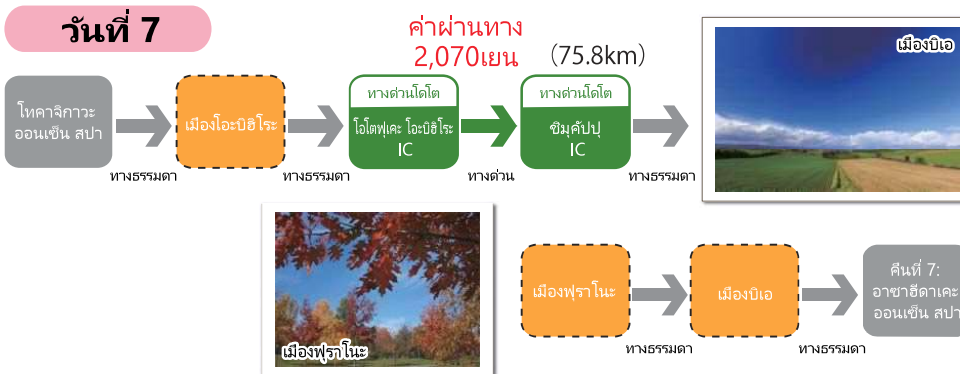 วันที่ 7
ค่าผ่านทาง
2,070เยน
(75.8km)
โทคาจิกาวะ
ออนเซ็น สปา
ทางธรรมดา
เมืองโอะบิฮิโระ
ทางธรรมดา
ทางด่วนโดโต
โอโตฟุเคะ โอะบิฮิโระ
IC
ทางด่วน
ทางด่วนโดโต
ชิมุคัปปุ
IC
ทางธรรมดา
เมืองบิเอ
เมืองฟุราโนะ
เมืองฟุราโนะ
ทางธรรมดา
เมืองบิเอ
ทางธรรมดา
คืนที่ 7:
อาซาฮีดาเคะ
ออนเซ็น สปา